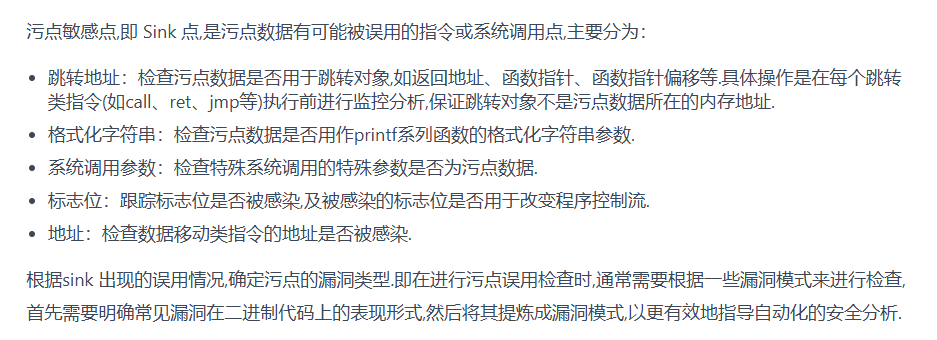 污点敏感点,即 Sink 点,是污点数据有可能被误用的指令或系统调用点,主要分为：
跳转地址：检查污点数据是否用于跳转对象,如返回地址、函数指针、函数指针偏移等.具体操作是在每个跳转
类指令(如call、ret、jmp等)执行前进行监控分析,保证跳转对象不是污点数据所在的内存地址.
格式化字符串：检查污点数据是否用作printf系列函数的格式化字符串参数.
系统调用参数：检查特殊系统调用的特殊参数是否为污点数据.
标志位：跟踪标志位是否被感染,及被感染的标志位是否用于改变程序控制流.
地址：检查数据移动类指令的地址是否被感染.
根据sink 出现的误用情况,确定污点的漏洞类型.即在进行污点误用检查时,通常需要根据一些漏洞模式来进行检查,
首先需要明确常见漏洞在二进制代码上的表现形式,然后将其提炼成漏洞模式,以更有效地指导自动化的安全分析.